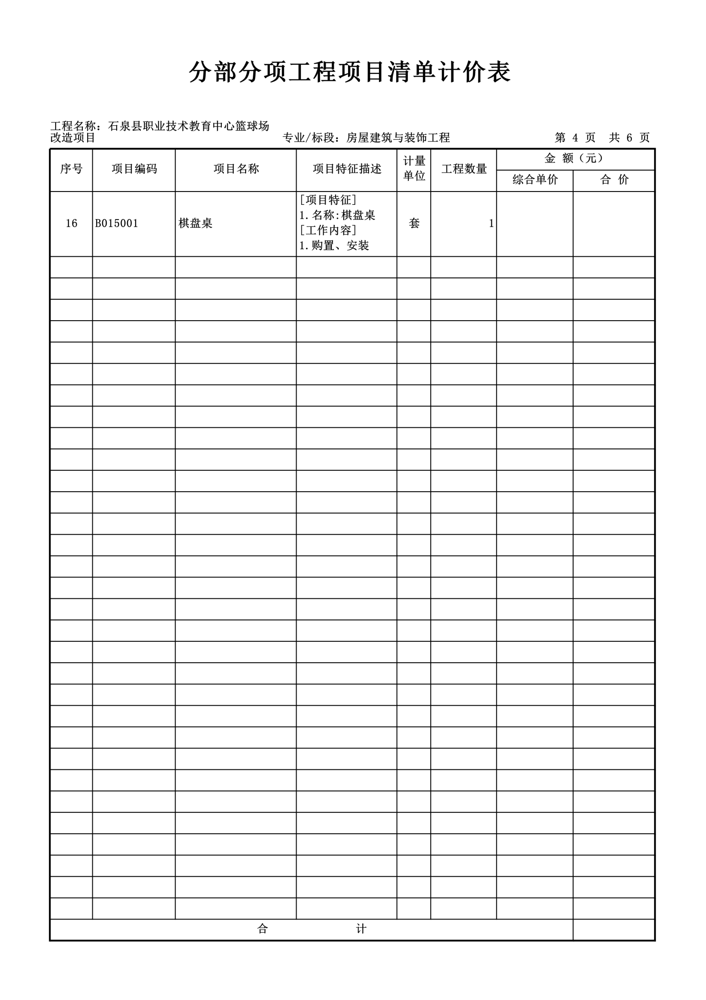 分部分项工程项目清单计价表
工程名称：石泉县职业技术教育中心篮球场
改造项目 专业/标段：房屋建筑与装饰工程 第 4 页 共 6 页
序号 项目编码 项目名称 项目特征描述 计量单位 工程数量 金 额（元）
综合单价 合 价
16 B015001 棋盘桌 [项目特征]
1.名称:棋盘桌
[工作内容]
1.购置、安装
套 1
合 计